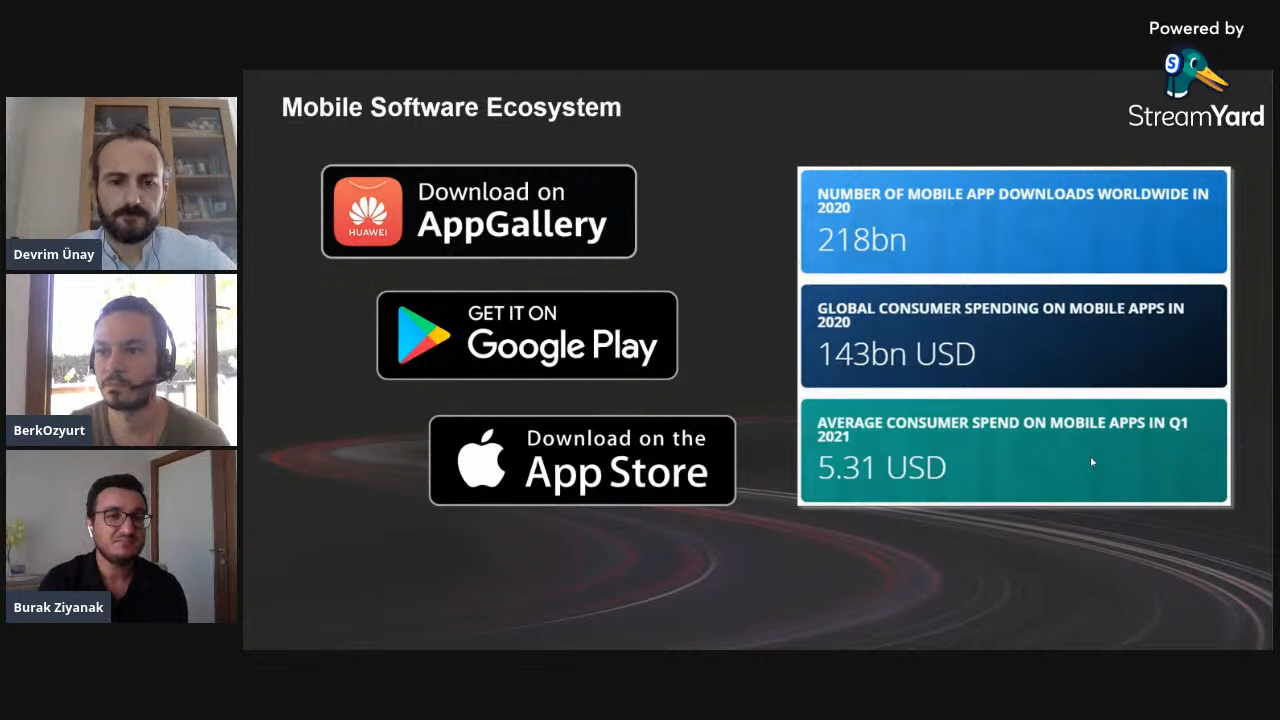 Powered by
StreamYard
Mobile Software Ecosystem
Devrim Ünay
BerkOzyurt
Burak Ziyanak
HUAWEI
Download on
AppGallery
GET IT ON
Google Play
Download on the
App Store
NUMBER OF MOBILE APP DOWNLOADS WORLDWIDE IN
2020
218bn
GLOBAL CONSUMER SPENDING ON MOBILE APPS IN
2020
143bn USD
AVERAGE CONSUMER SPEND ON MOBILE APPS IN Q1
2021
5.31 USD